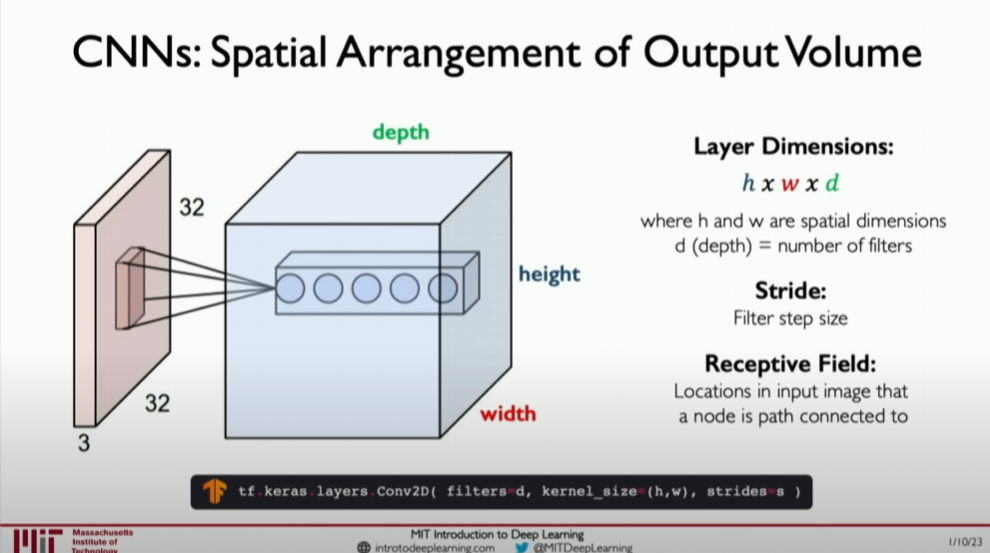 CNNs: Spatial Arrangement of Output Volume
depth
32
height
32
width
3
Layer Dimensions:
h x w x d
where h and w are spatial dimensions
d (depth) = number of filters
Stride:
Filter step size
Receptive Field:
Locations in input image that
a node is path connected to
tf.keras.layers.Conv2D( filters=d, kernel_size=(h,w), strides=s )
Massachusetts
Institute of
Technology
MIT Introduction to Deep Learning
introtodeeplearning.com @MITDeepLearning
1/10/23